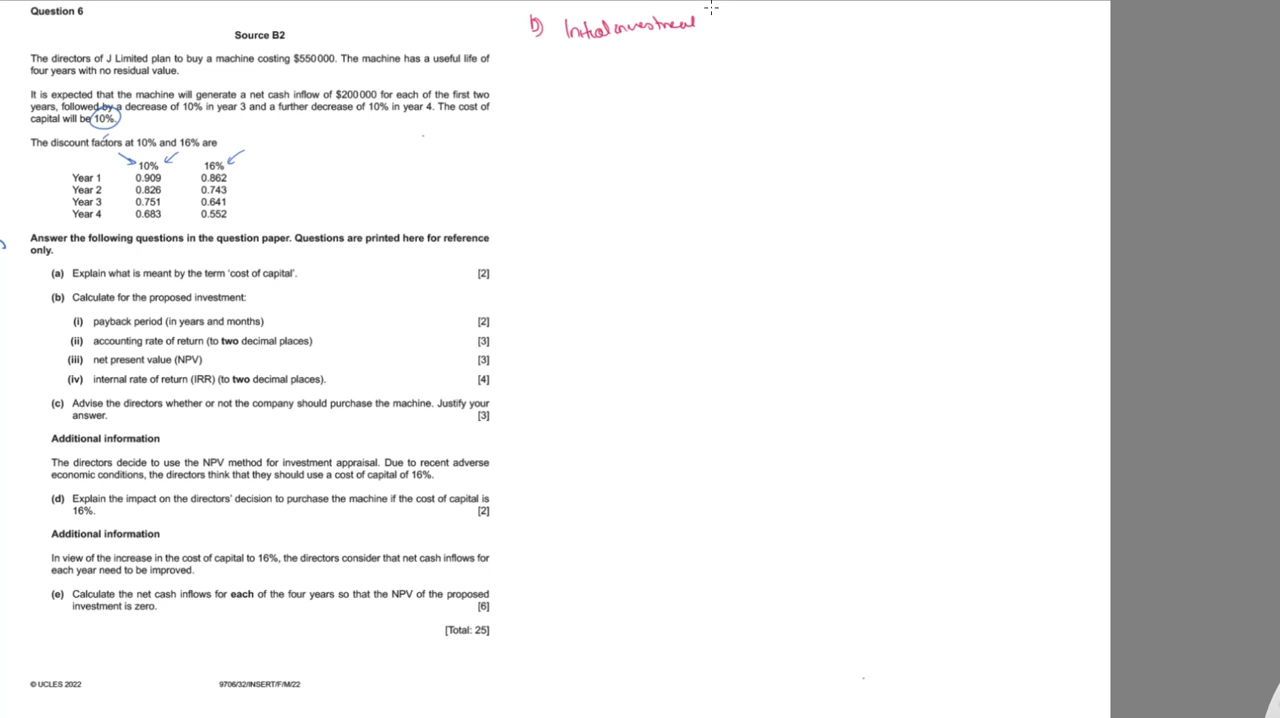 Question 6
b) Initial investment
Source B2
The directors of J Limited plan to buy a machine costing $550000. The machine has a useful life of
four years with no residual value.
It is expected that the machine will generate a net cash inflow of $200000 for each of the first two
years, followed by a decrease of 10% in year 3 and a further decrease of 10% in year 4. The cost of
capital will be 10%.
The discount factors at 10% and 16% are
10% 16%
Year 1 0.909 0.862
Year 2 0.826 0.743
Year 3 0.751 0.641
Year 4 0.683 0.552
Answer the following questions in the question paper. Questions are printed here for reference
only.
(a) Explain what is meant by the term ‘cost of capital’. [2]
(b) Calculate for the proposed investment:
(i) payback period (in years and months) [2]
(ii) accounting rate of return (to two decimal places) [3]
(iii) net present value (NPV) [3]
(iv) internal rate of return (IRR) (to two decimal places). [4]
(c) Advise the directors whether or not the company should purchase the machine. Justify your
answer. [3]
Additional information
The directors decide to use the NPV method for investment appraisal. Due to recent adverse
economic conditions, the directors think that they should use a cost of capital of 16%.
(d) Explain the impact on the directors’ decision to purchase the machine if the cost of capital is
16%. [2]
Additional information
In view of the increase in the cost of capital to 16%, the directors consider that net cash inflows for
each year need to be improved.
(e) Calculate the net cash inflows for each of the four years so that the NPV of the proposed
investment is zero. [6]
[Total: 25]
© UCLES 2022 9706/32/INSERT/F/M/22